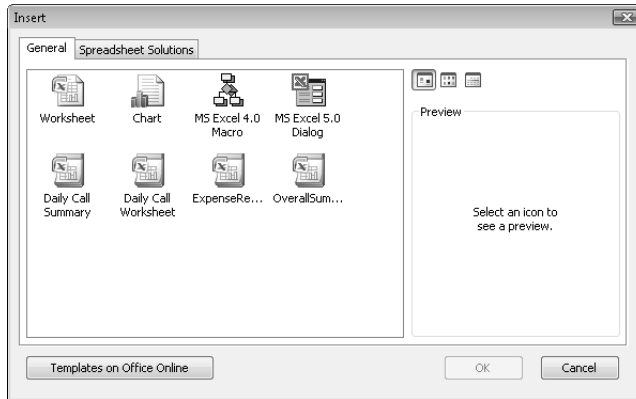 Insert
General Spreadsheet Solutions
Worksheet
Chart
MS Excel 4.0
Macro
MS Excel 5.0
Dialog
Daily Call
Summary
Daily Call
Worksheet
ExpenseRe...
OverallSum...
Preview
Select an icon to
see a preview.
Templates on Office Online
OK
Cancel